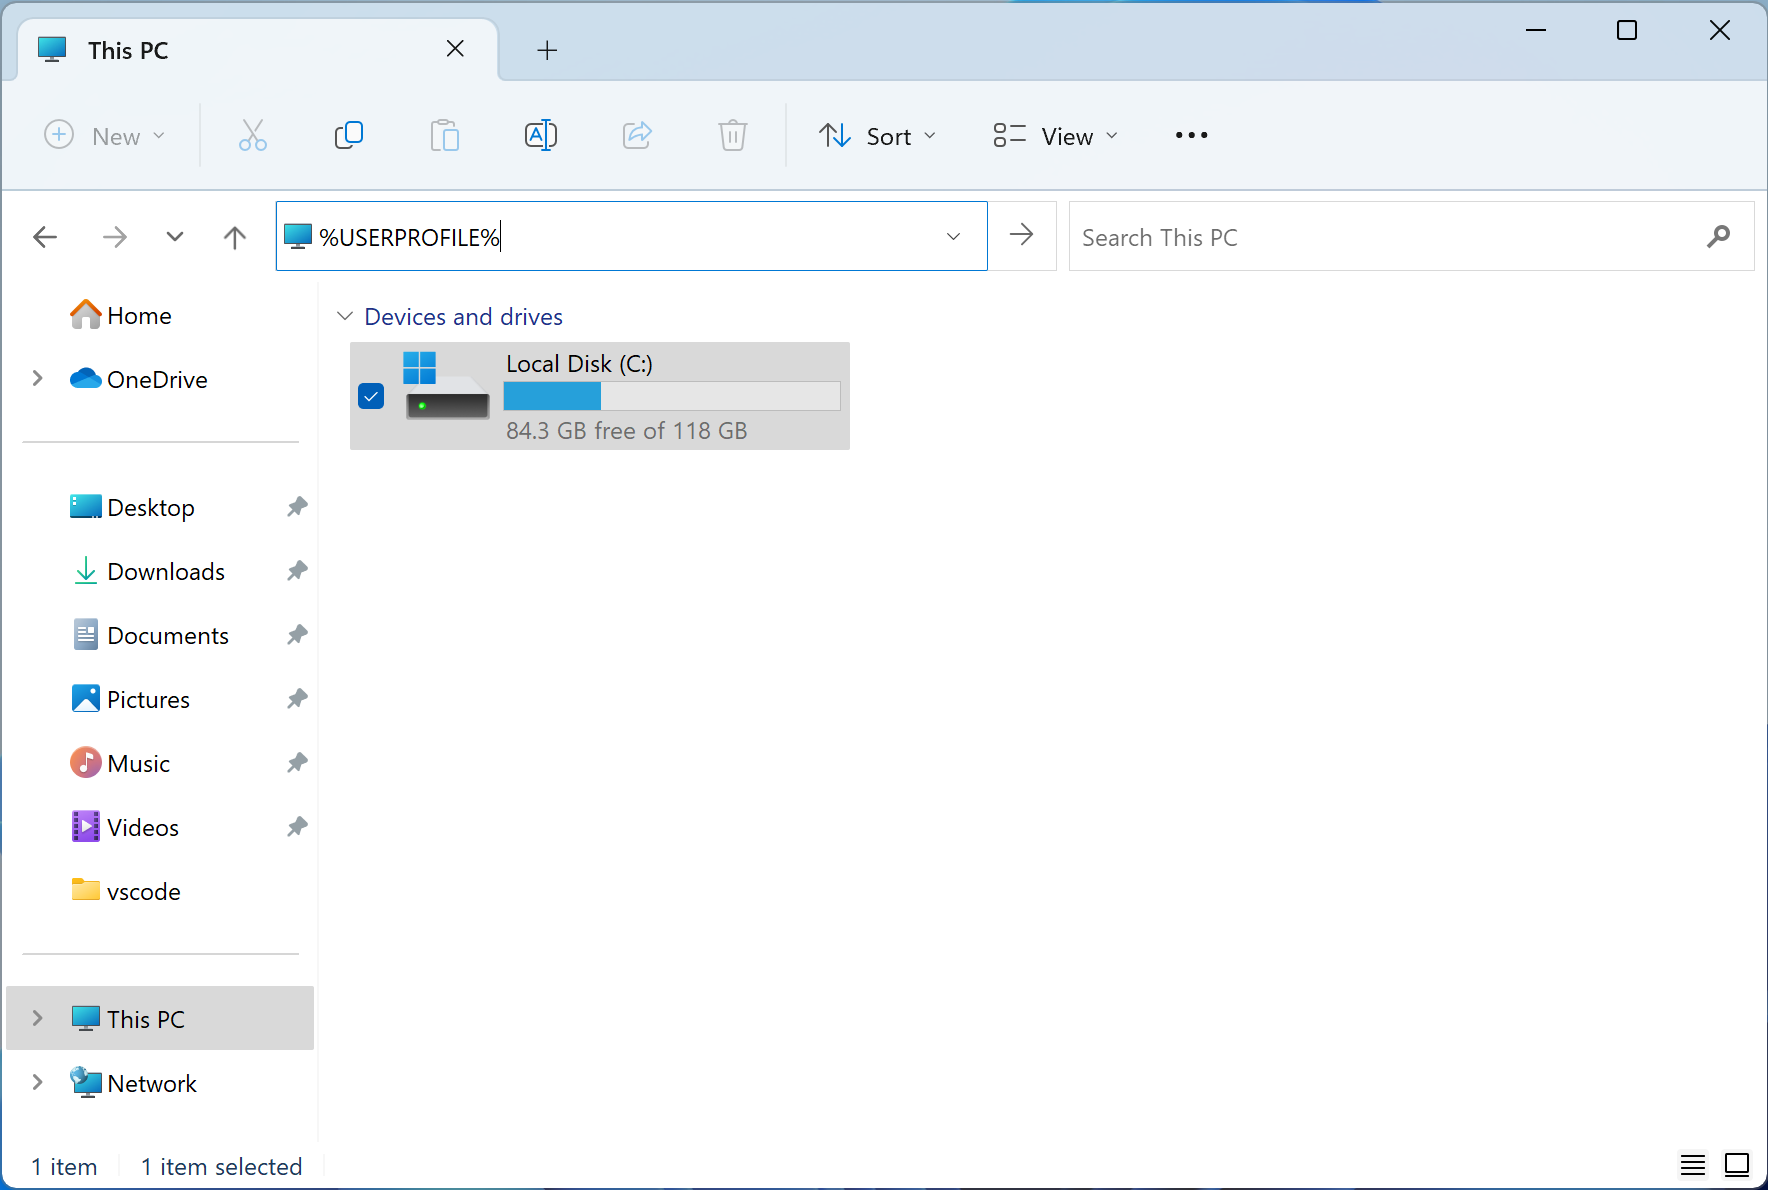 This PC
New
Sort
View
%USERPROFILE%
Search This PC
Home
OneDrive
Desktop
Downloads
Documents
Pictures
Music
Videos
vscode
This PC
Network
Devices and drives
Local Disk (C:)
84.3 GB free of 118 GB
1 item
1 item selected